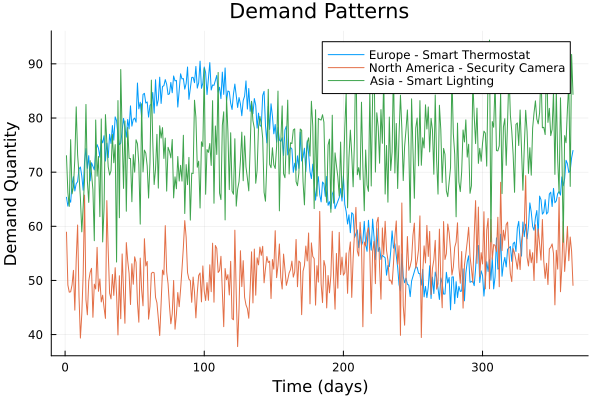 Demand Patterns
Europe - Smart Thermostat
North America - Security Camera
Asia - Smart Lighting
Demand Quantity
90
80
70
60
50
40
0
100
200
300
Time (days)